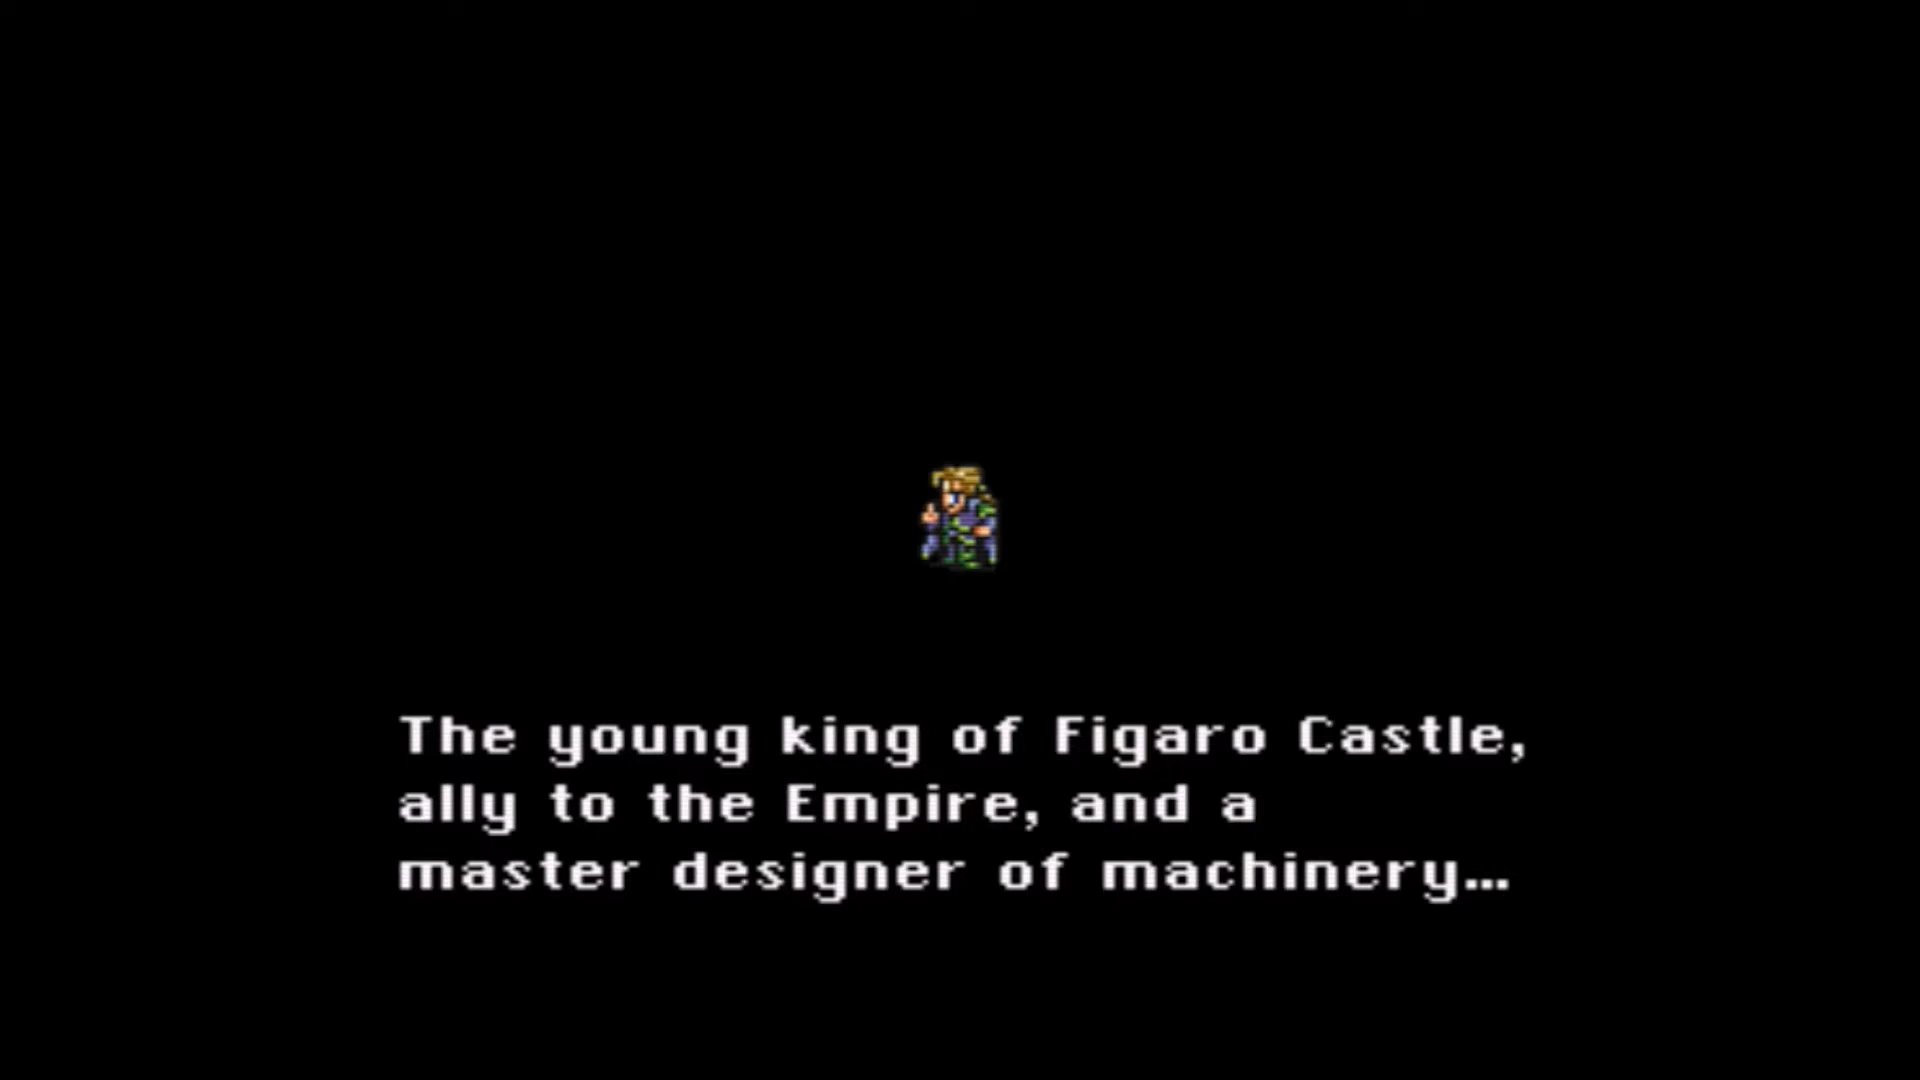 The young king of Figaro Castle,
ally to the Empire, and a
master designer of machinery…